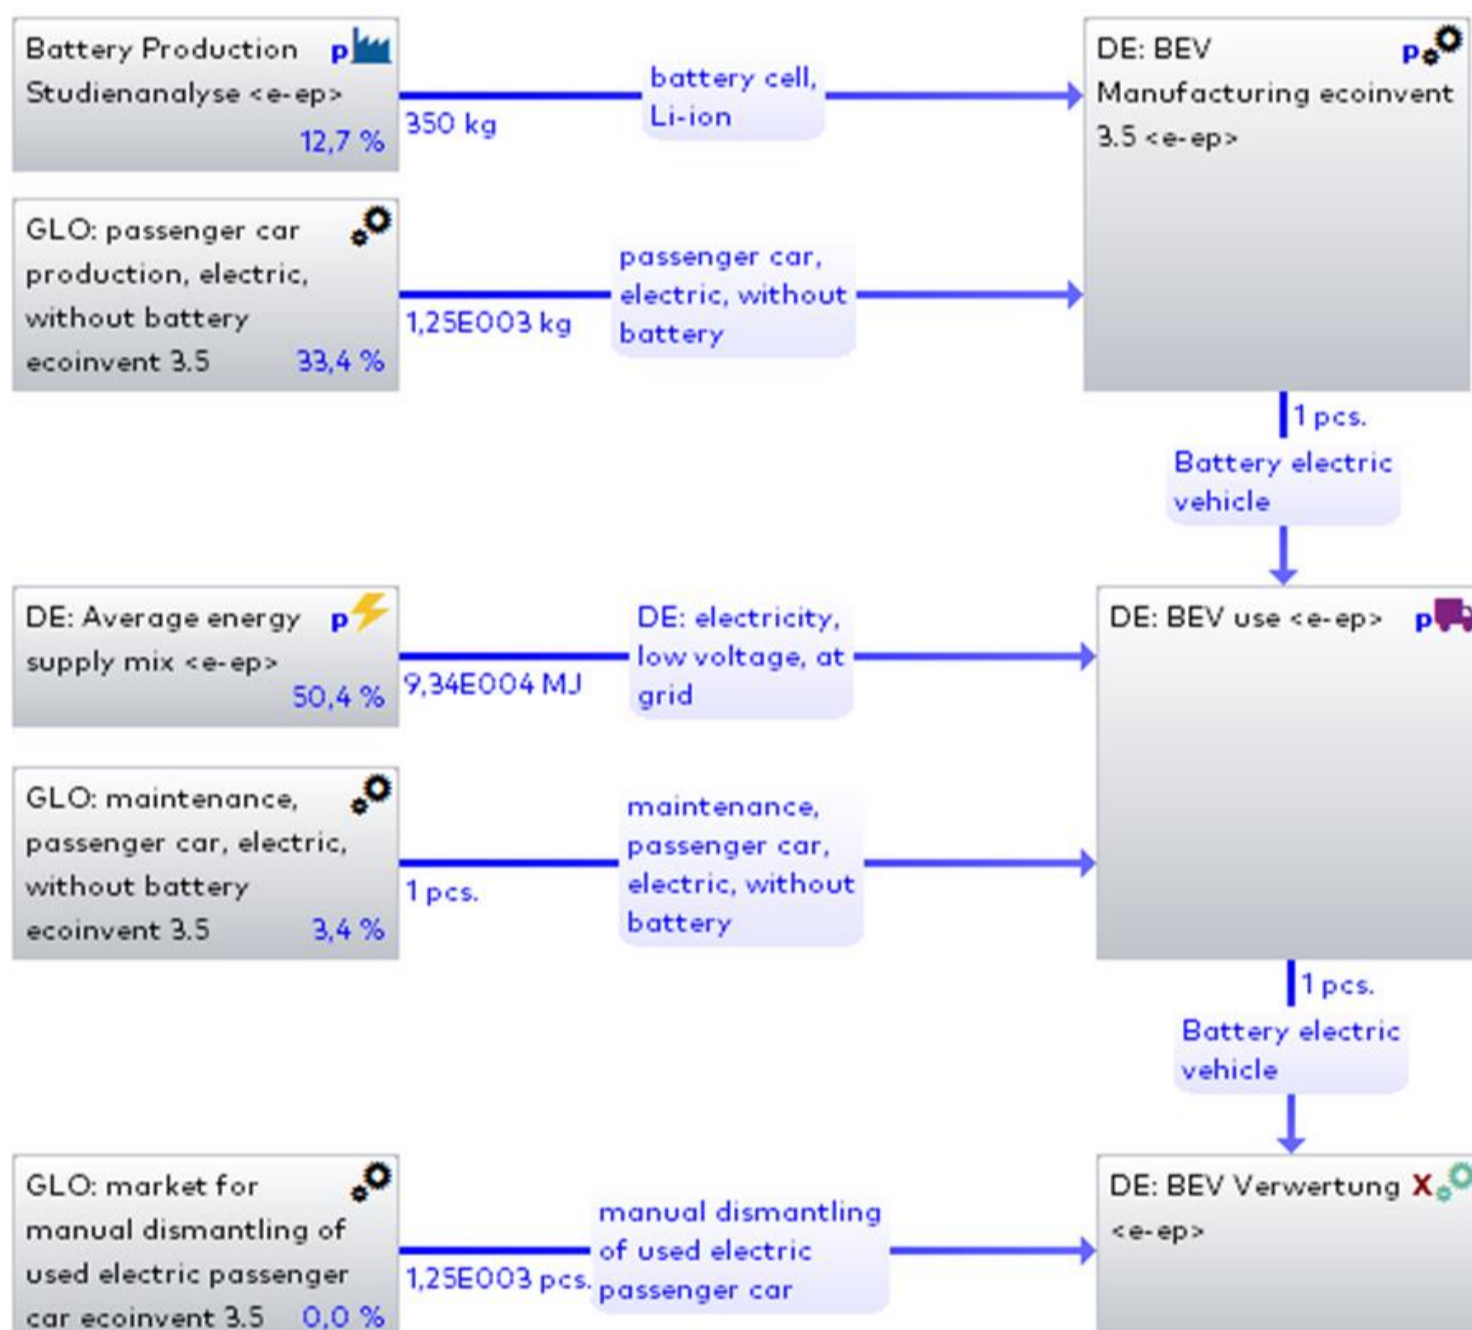 Battery Production p
Studienanalyse <e-ep>
12,7 %
350 kg
battery cell,
Li-ion
DE: BEV p
Manufacturing ecoinvent
3.5 <e-ep>
GLO: passenger car
production, electric,
without battery
ecoinvent 3.5 33,4 %
1,25E003 kg
passenger car,
electric, without
battery
1 pcs.
Battery electric
vehicle
DE: Average energy p
supply mix <e-ep>
50,4 %
9,34E004 MJ
DE: electricity,
low voltage, at
grid
DE: BEV use <e-ep> p
GLO: maintenance,
passenger car, electric,
without battery
ecoinvent 3.5 3,4 %
1 pcs.
maintenance,
passenger car,
electric, without
battery
1 pcs.
Battery electric
vehicle
GLO: market for
manual dismantling of
used electric passenger
car ecoinvent 3.5 0,0 %
1,25E003 pcs.
manual dismantling
of used electric
passenger car
DE: BEV Verwertung X
<e-ep>